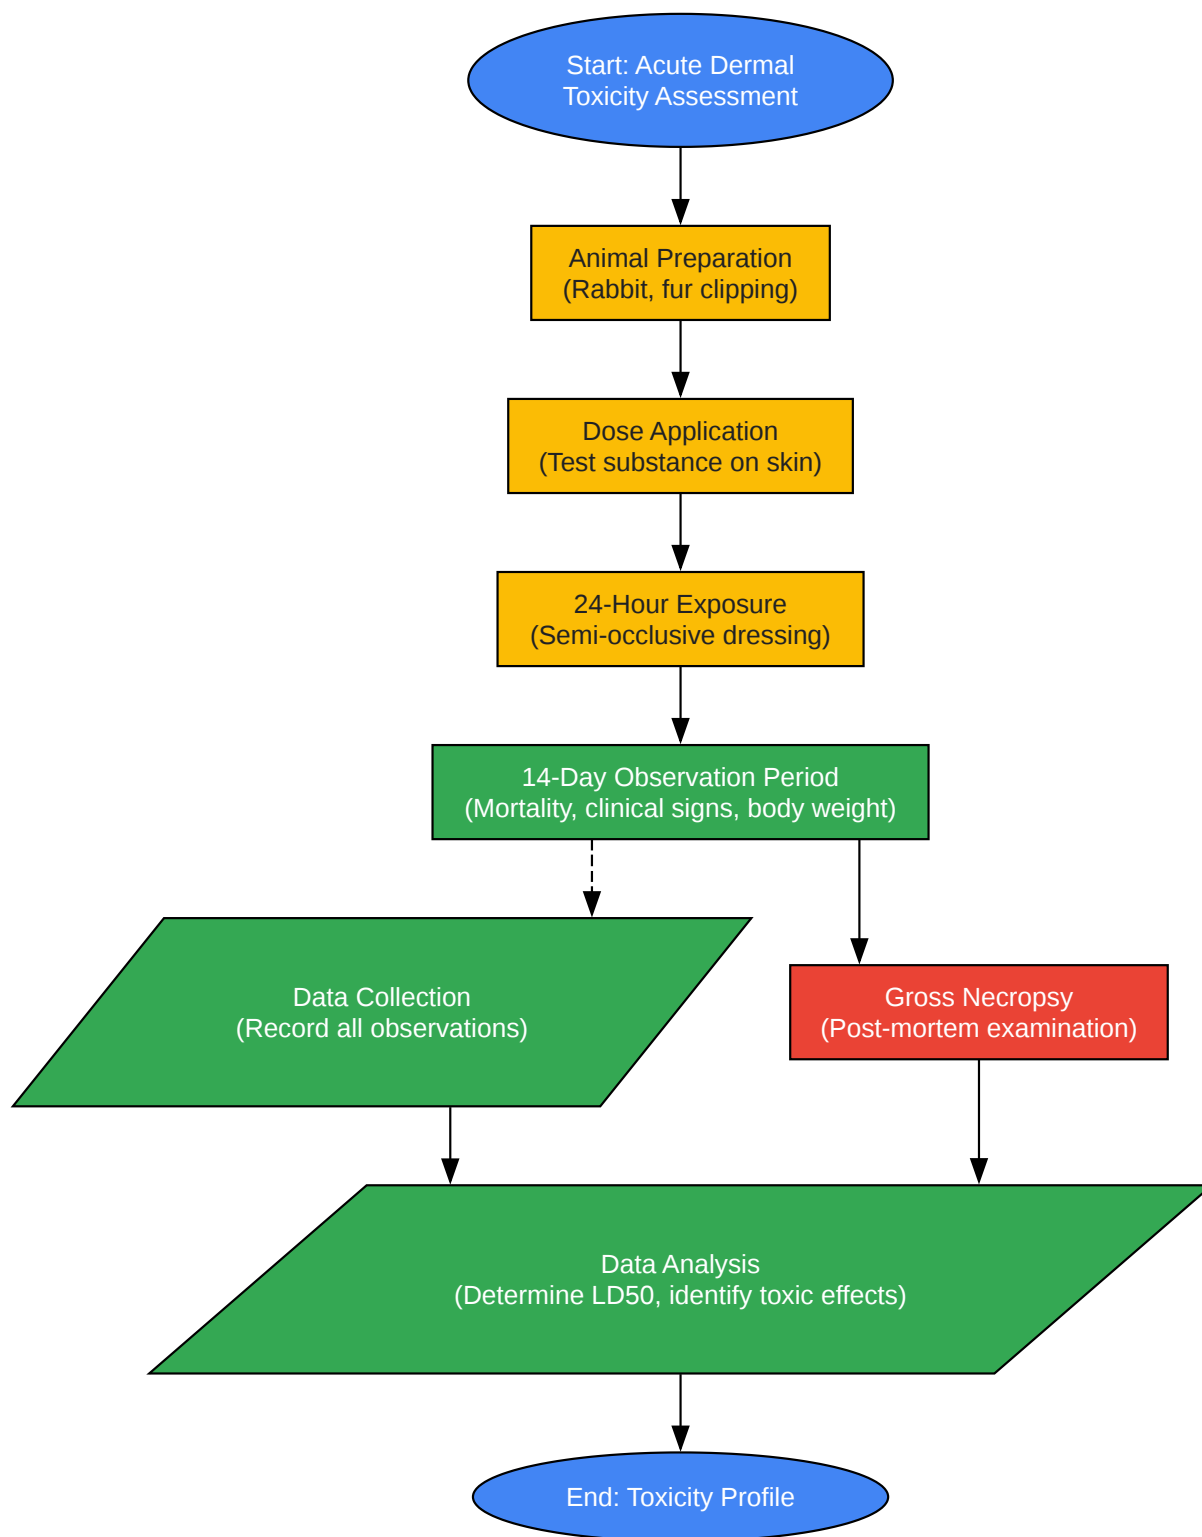 Start: Acute Dermal
Toxicity Assessment
Animal Preparation
(Rabbit, fur clipping)
Dose Application
(Test substance on skin)
24-Hour Exposure
(Semi-occlusive dressing)
14-Day Observation Period
(Mortality, clinical signs, body weight)
Data Collection
(Record all observations)
Gross Necropsy
(Post-mortem examination)
Data Analysis
(Determine LD50, identify toxic effects)
End: Toxicity Profile